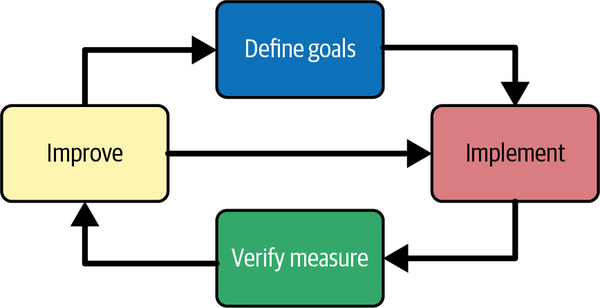 Define goals
Improve
Implement
Verify measure